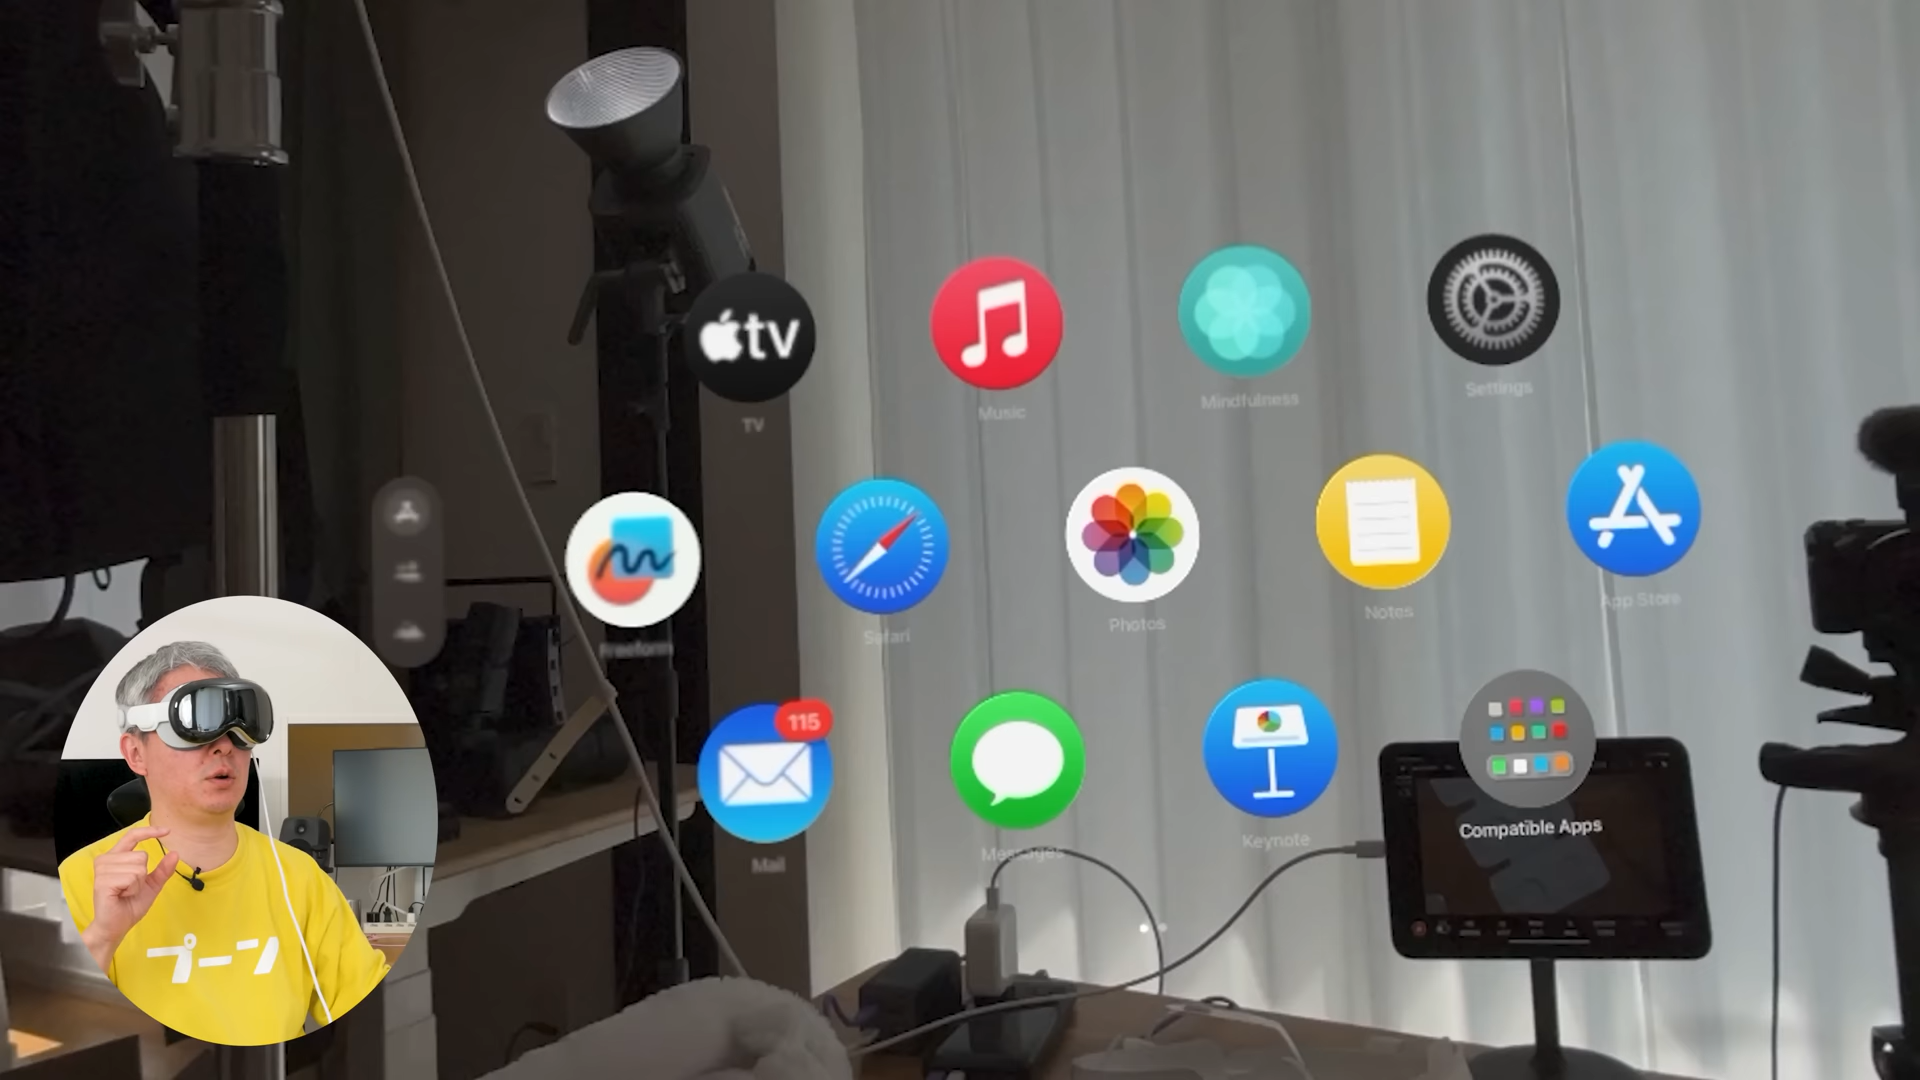 tv
TV
Music
Mindfulness
Settings
Freeform
Safari
Photos
Notes
App Store
115
Mail
Messages
Keynote
Compatible Apps
プーン